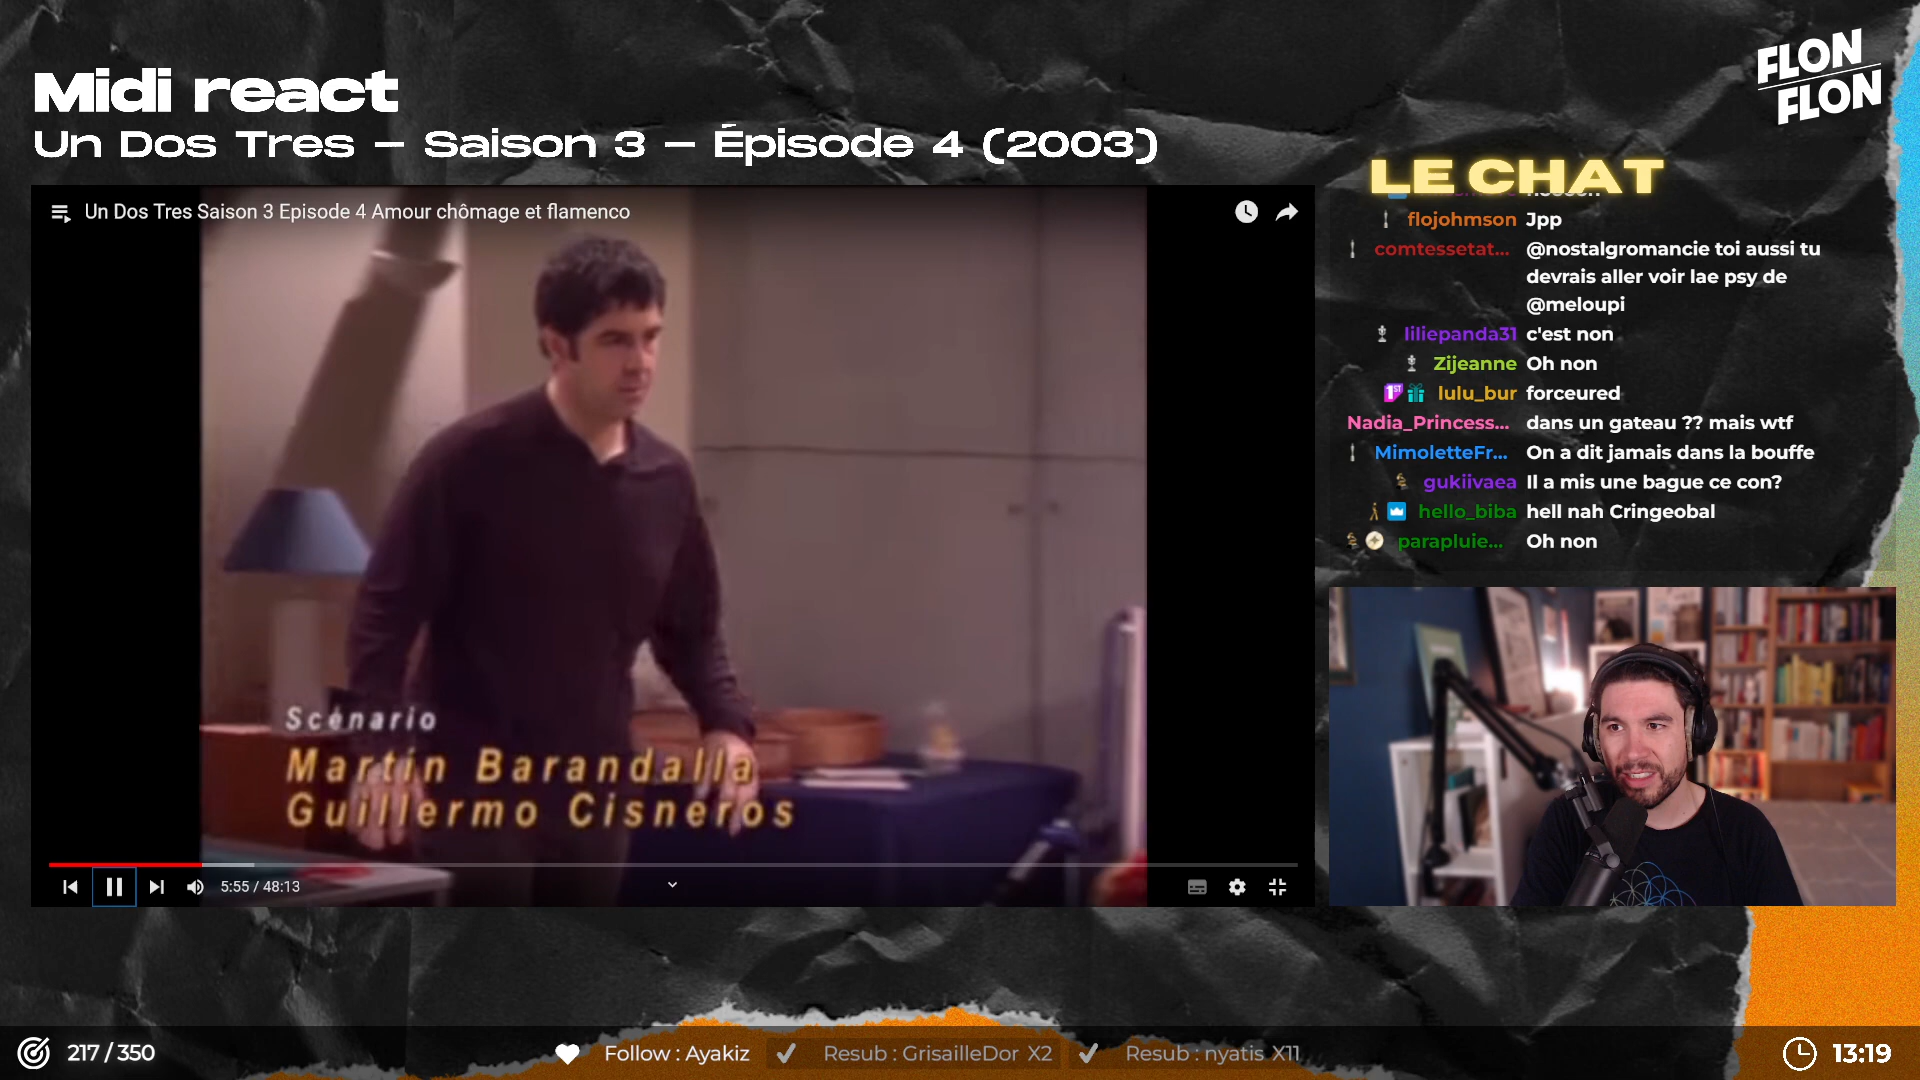 Midi react
Un Dos Tres – Saison 3 – Épisode 4 (2003)
FLON
FLON
Un Dos Tres Saison 3 Episode 4 Amour chômage et flamenco
Scénario
Martín Barandalla
Guillermo Cisneros
5:55 / 48:13
LE CHAT
flojohmson Jpp
comtessetat... @nostalgromancie toi aussi tu
devrais aller voir lae psy de
@meloupi
liliepanda31 c'est non
Zijeanne Oh non
1ST lulu_bur forceured
Nadia_Princess... dans un gateau ?? mais wtf
MimoletteFr... On a dit jamais dans la bouffe
gukiivaea Il a mis une bague ce con?
hello_biba hell nah Cringeobal
parapluie... Oh non
217 / 350
Follow : Ayakiz
Resub : GrisailleDor X2
Resub : nyatis X11
13:19